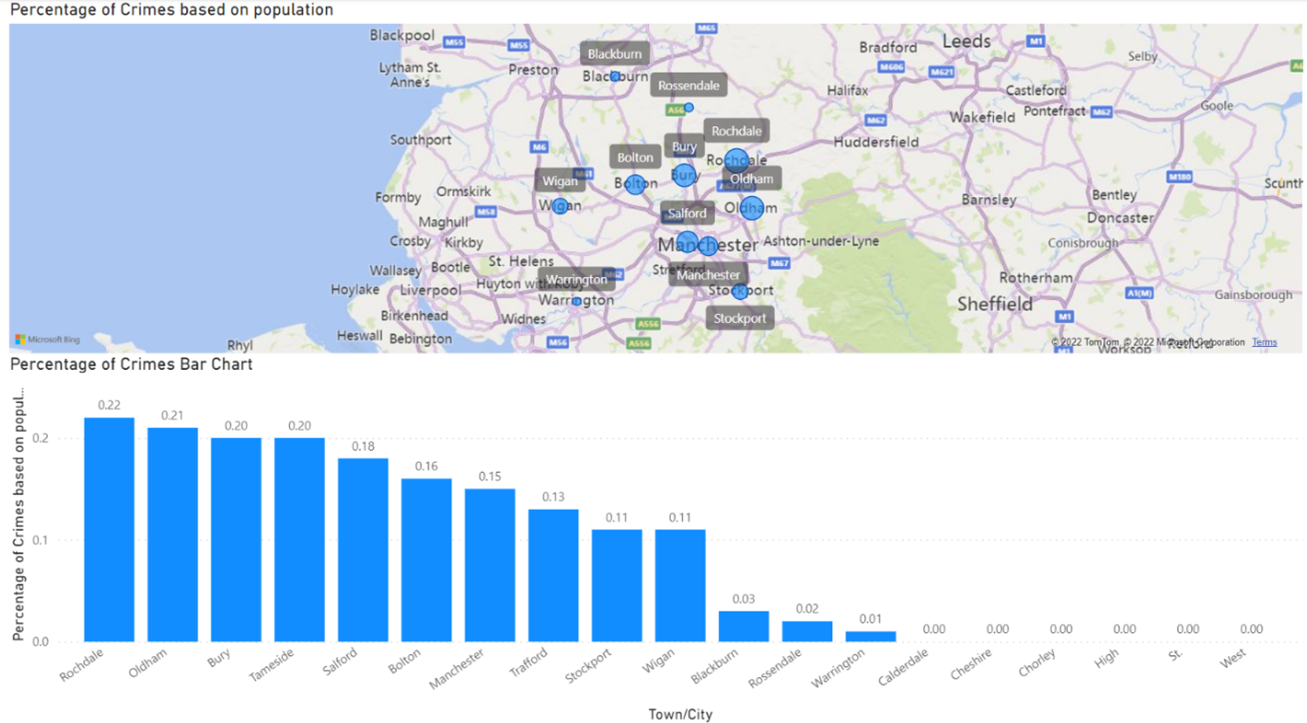 Percentage of Crimes based on population
Blackpool M55 M55 M65 Bradford Leeds M1 Selby
Blackburn
Lytham St. Anne's Preston Blackburn M606 M621
Rossendale Halifax Castleford
A56 Wakefield Pontefract M62 Goole
Southport M6 Rochdale M62 Huddersfield
Bury
Bolton Rochdale
Wigan M61 Bolton Bury Oldham M180 Scunth
Formby Ormskirk Barnsley Bentley
M58 Wigan Salford Oldham Doncaster
Maghull
Crosby Kirkby Manchester Ashton-under-Lyne Conisbrough
St. Helens M67
Wallasey Bootle Warrington Manchester Rotherham
Hoylake Liverpool Huyton with Warrington Stockport A1(M) Gainsborough
Birkenhead Widnes Stockport Sheffield M1
Heswall Bebington A556
Microsoft Bing Rhyl M56 A556 © 2022 TomTom, © 2022 Microsoft Corporation Terms
Worksop Retford
Percentage of Crimes Bar Chart
Percentage of Crimes based on popul...
0.2
0.1
0.0
0.22 0.21 0.20 0.20 0.18 0.16 0.15 0.13 0.11 0.11 0.03 0.02 0.01 0.00 0.00 0.00 0.00 0.00 0.00
Rochdale Oldham Bury Tameside Salford Bolton Manchester Trafford Stockport Wigan Blackburn Rossendale Warrington Calderdale Cheshire Chorley High St. West
Town/City